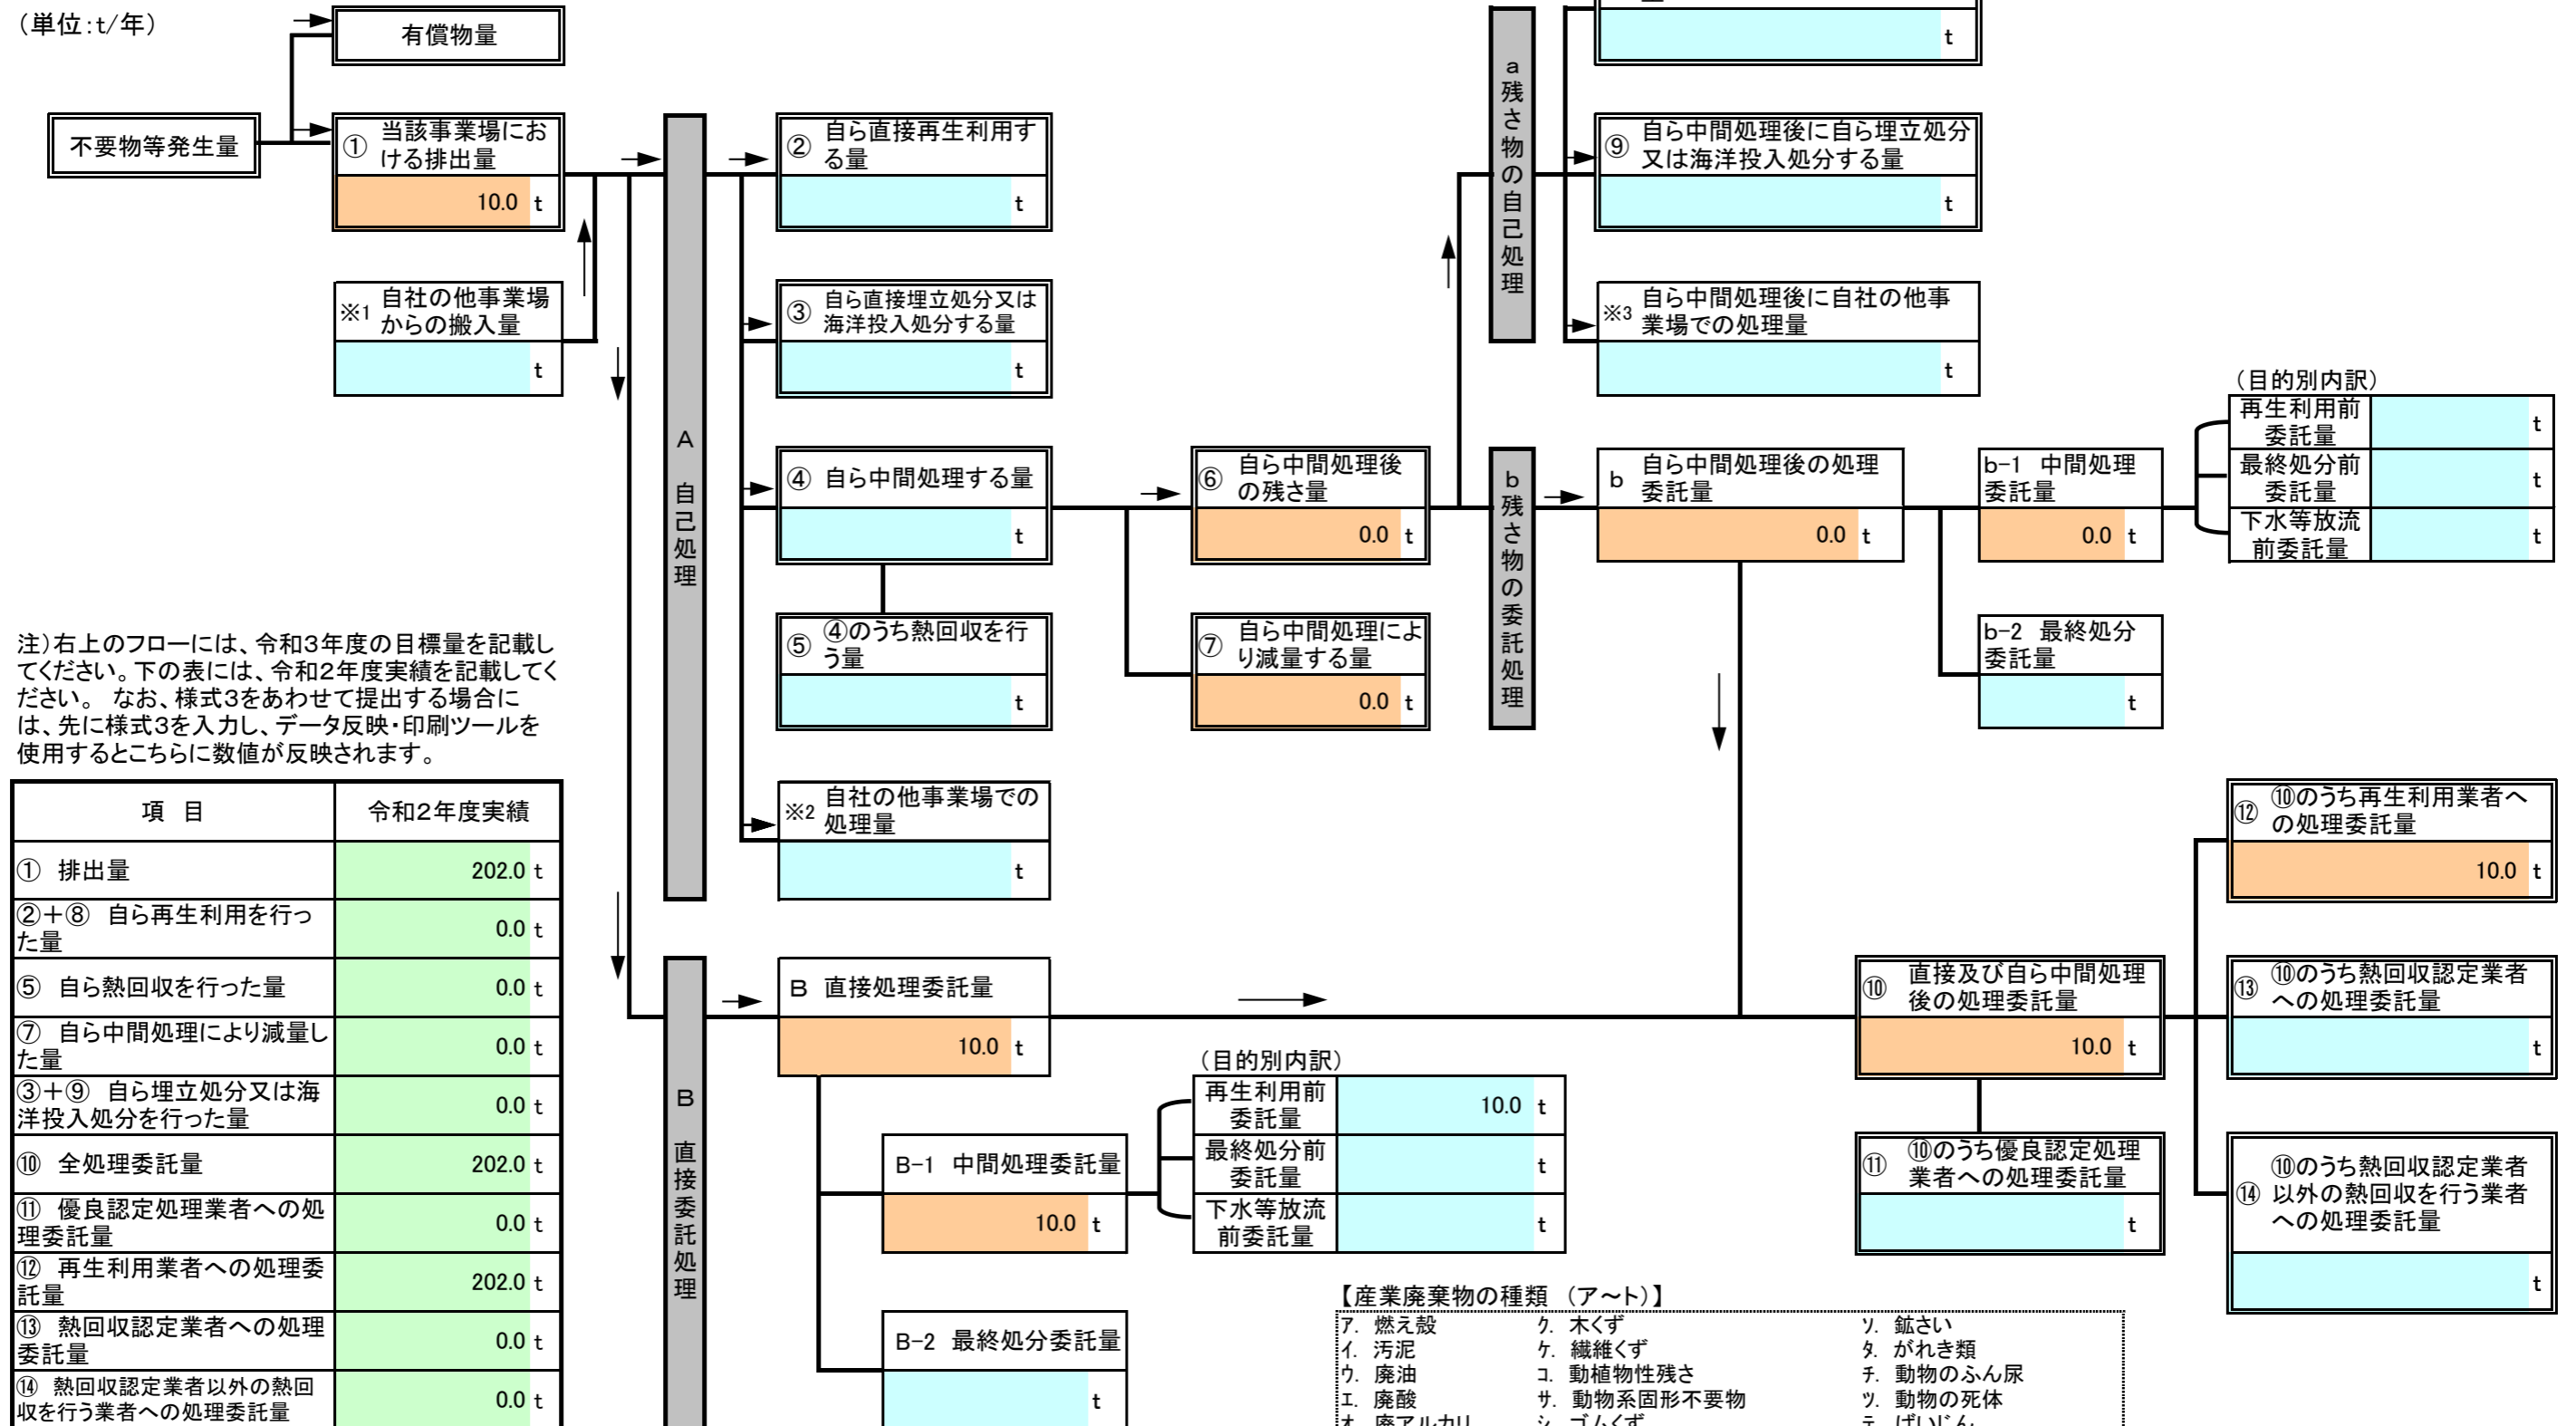 （単位：t/年）
有償物量
不要物等発生量
① 当該事業場にお
ける排出量
10.0 t
※1 自社の他事業場
からの搬入量
t
A 自己処理
② 自ら直接再生利用す
る量
t
③ 自ら直接埋立処分又は
海洋投入処分する量
t
④ 自ら中間処理する量
t
⑤ ④のうち熱回収を行
う量
t
※2 自社の他事業場での
処理量
t
⑥ 自ら中間処理後
の残さ量
0.0 t
⑦ 自ら中間処理によ
り減量する量
0.0 t
a 残さ物の自己処理
t
⑨ 自ら中間処理後に自ら埋立処分
又は海洋投入処分する量
t
※3 自ら中間処理後に自社の他事
業場での処理量
t
b 残さ物の委託処理
b 自ら中間処理後の処理
委託量
0.0 t
b-1 中間処理
委託量
0.0 t
b-2 最終処分
委託量
t
（目的別内訳）
再生利用前
委託量
t
最終処分前
委託量
t
下水等放流
前委託量
t
注）右上のフローには、令和3年度の目標量を記載し
てください。下の表には、令和2年度実績を記載してく
ださい。 なお、様式3をあわせて提出する場合に
は、先に様式3を入力し、データ反映・印刷ツールを
使用するとこちらに数値が反映されます。
項 目 令和2年度実績
① 排出量 202.0 t
②＋⑧ 自ら再生利用を行っ
た量 0.0 t
⑤ 自ら熱回収を行った量 0.0 t
⑦ 自ら中間処理により減量し
た量 0.0 t
③＋⑨ 自ら埋立処分又は海
洋投入処分を行った量 0.0 t
⑩ 全処理委託量 202.0 t
⑪ 優良認定処理業者への処
理委託量 0.0 t
⑫ 再生利用業者への処理委
託量 202.0 t
⑬ 熱回収認定業者への処理
委託量 0.0 t
⑭ 熱回収認定業者以外の熱回
収を行う業者への処理委託量 0.0 t
B 直接委託処理
B 直接処理委託量
10.0 t
B-1 中間処理委託量
10.0 t
B-2 最終処分委託量
t
（目的別内訳）
再生利用前
委託量
10.0 t
最終処分前
委託量
t
下水等放流
前委託量
t
⑩ 直接及び自ら中間処理
後の処理委託量
10.0 t
⑪ ⑩のうち優良認定処理
業者への処理委託量
t
⑫ ⑩のうち再生利用業者へ
の処理委託量
10.0 t
⑬ ⑩のうち熱回収認定業者
への処理委託量
t
⑭ ⑩のうち熱回収認定業者
以外の熱回収を行う業者
への処理委託量
t
【産業廃棄物の種類 （ア～ト）】
ｱ. 燃え殻 ｸ. 木くず ｿ. 鉱さい
ｲ. 汚泥 ｹ. 繊維くず ﾀ. がれき類
ｳ. 廃油 ｺ. 動植物性残さ ﾁ. 動物のふん尿
ｴ. 廃酸 ｻ. 動物系固形不要物 ﾂ. 動物の死体
ｵ. 廃アルカリ ｼ. ゴムくず ﾃ. ばいじん